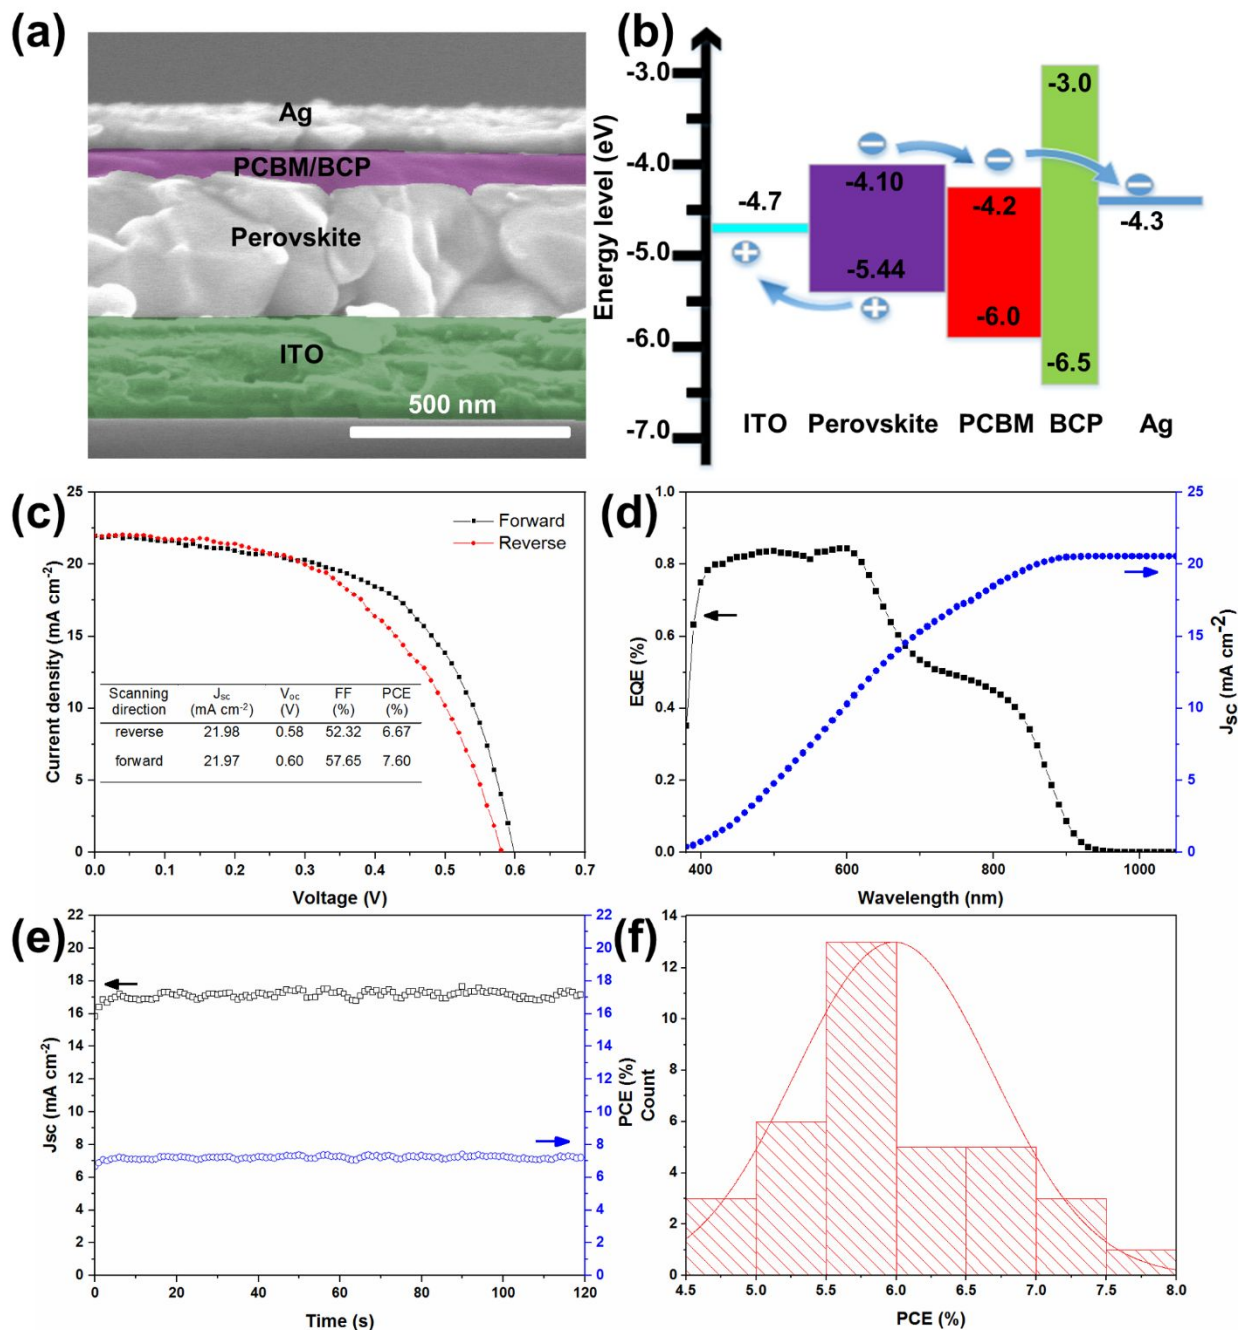 (a)
Ag
PCBM/BCP
Perovskite
ITO
500 nm
(b)
Energy level (eV)
-3.0
-4.0
-5.0
-6.0
-7.0
-4.7
-4.10
-5.44
-4.2
-6.0
-3.0
-6.5
-4.3
ITO Perovskite PCBM BCP Ag
(c)
Current density (mA cm-2)
25
20
15
10
5
0
Forward
Reverse
Scanning direction Jsc (mA cm-2) Voc (V) FF (%) PCE (%)
reverse 21.98 0.58 52.32 6.67
forward 21.97 0.60 57.65 7.60
0.0 0.1 0.2 0.3 0.4 0.5 0.6 0.7
Voltage (V)
(d)
EQE (%)
1.0
0.8
0.6
0.4
0.2
0.0
25
20
15
10
5
0
JSC (mA cm-2)
400 600 800 1000
Wavelength (nm)
(e)
Jsc (mA cm-2)
22
20
18
16
14
12
10
8
6
4
2
0
22
20
18
16
14
12
10
8
6
4
2
0
PCE (%)
0 20 40 60 80 100 120
Time (s)
(f)
Count
14
12
10
8
6
4
2
0
4.5 5.0 5.5 6.0 6.5 7.0 7.5 8.0
PCE (%)